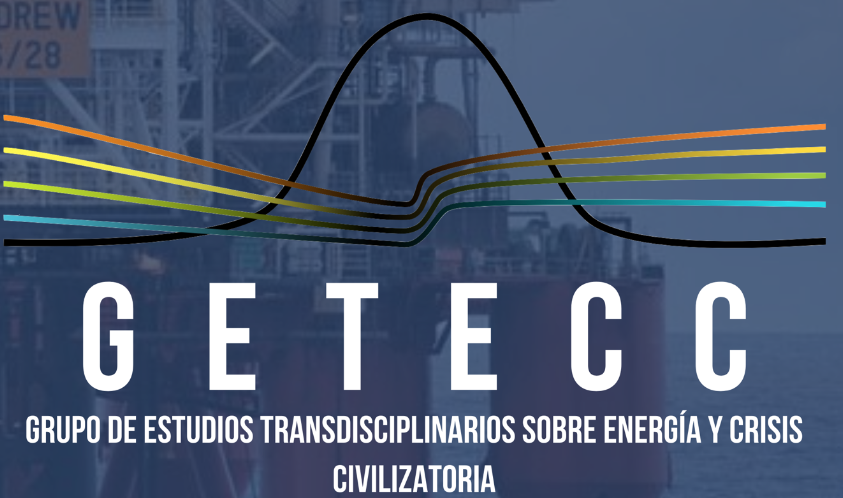 DREW
/28
G E T E C C
GRUPO DE ESTUDIOS TRANSDISCIPLINARIOS SOBRE ENERGÍA Y CRISIS
CIVILIZATORIA